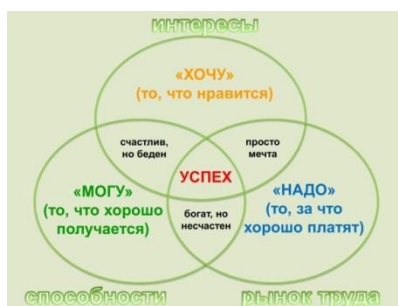 интересы
«ХОЧУ»
(то, что нравится)
счастлив,
но беден
просто
мечта
УСПЕХ
«МОГУ»
(то, что хорошо
получается)
«НАДО»
(то, за что
хорошо платят)
богат, но
несчастен
способности
рынок труда